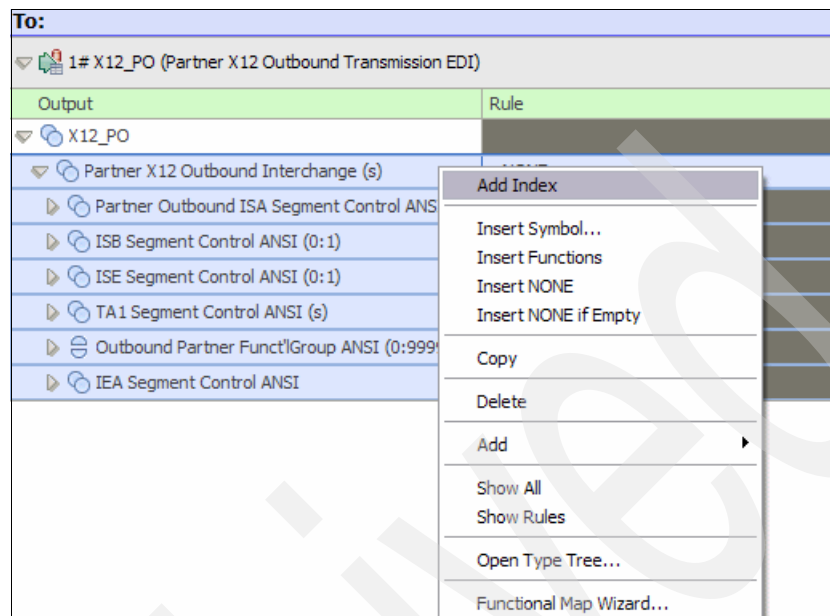 To:
1# X12_PO (Partner X12 Outbound Transmission EDI)
Output Rule
X12_PO
Partner X12 Outbound Interchange (s)
Partner Outbound ISA Segment Control ANS
ISB Segment Control ANSI (0:1)
ISE Segment Control ANSI (0:1)
TA1 Segment Control ANSI (s)
Outbound Partner Funct'lGroup ANSI (0:999
IEA Segment Control ANSI
Add Index
Insert Symbol...
Insert Functions
Insert NONE
Insert NONE if Empty
Copy
Delete
Add
Show All
Show Rules
Open Type Tree...
Functional Map Wizard...